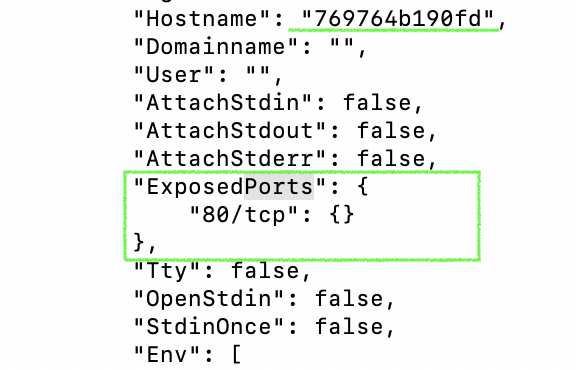 "Hostname": "769764b190fd",
"Domainname": "",
"User": "",
"AttachStdin": false,
"AttachStdout": false,
"AttachStderr": false,
"ExposedPorts": {
"80/tcp": {}
},
"Tty": false,
"OpenStdin": false,
"StdinOnce": false,
"Env": [